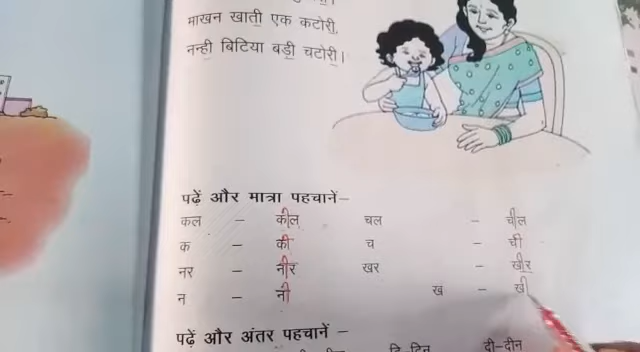 माखन खाती एक कटोरी,
नन्ही बिटिया बड़ी चटोरी।
पढ़ें और मात्रा पहचानें–
कल – कील चल – चील
क – की च – ची
नर – नीर खर – खीर
न – नी ख – खी
पढ़ें और अंतर पहचानें –
दि-दिन दी-दीन